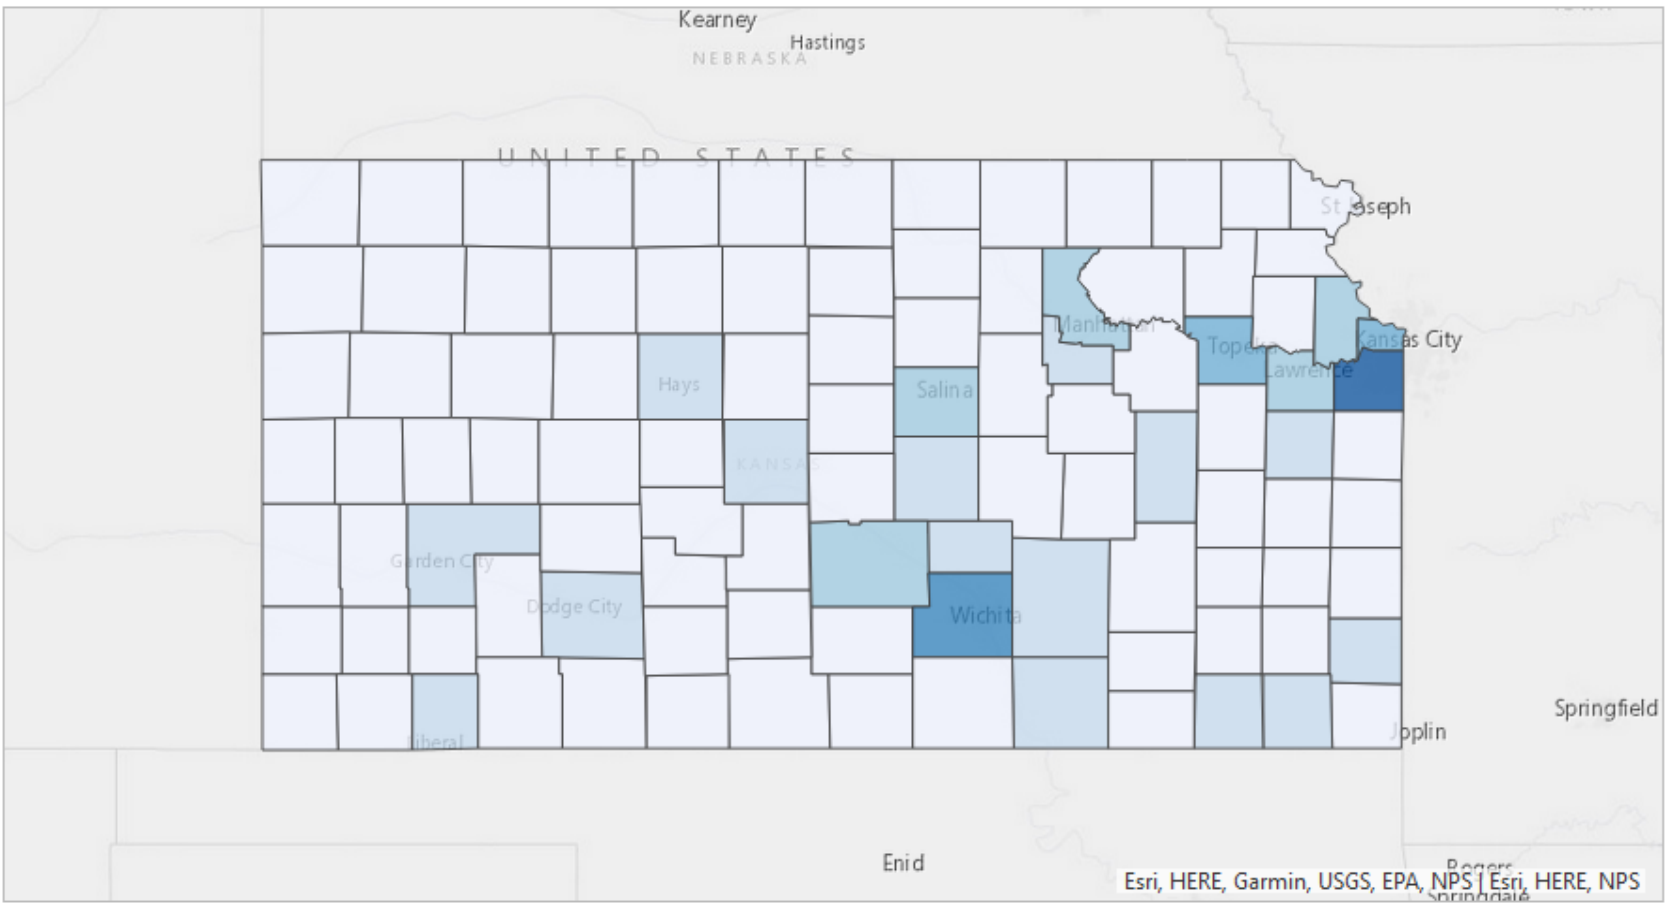 Kearney
Hastings
NEBRASKA
UNITED STATES
St Joseph
Manhattan
Topeka
Kansas City
Lawrence
Hays
Salina
KANSAS
Garden City
Dodge City
Wichita
Liberal
Springfield
Joplin
Enid
Rogers
Esri, HERE, Garmin, USGS, EPA, NPS | Esri, HERE, NPS
Springdale